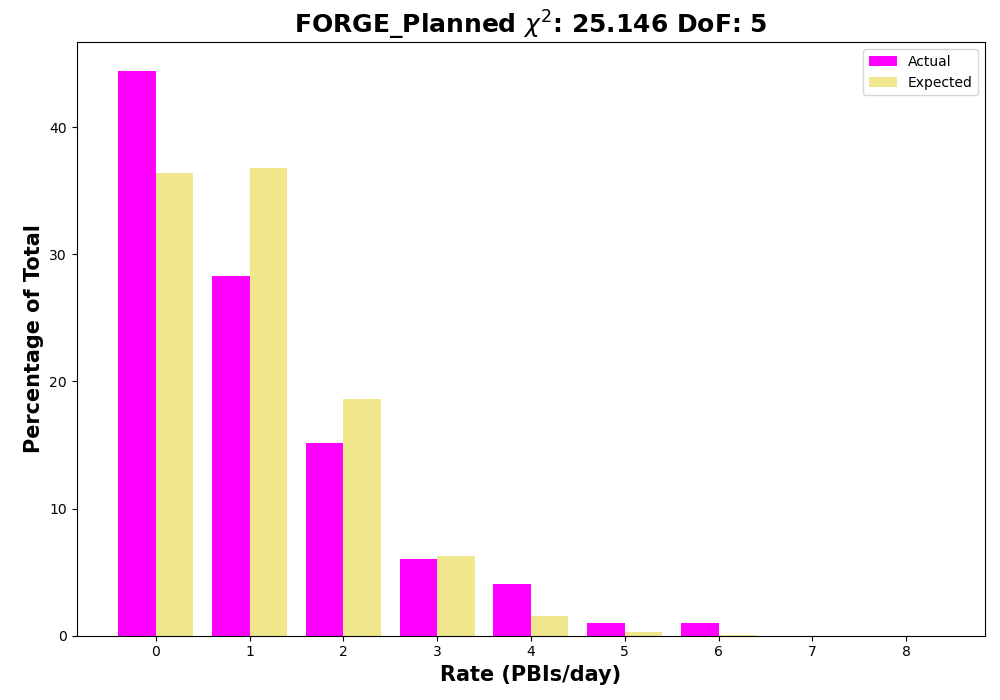 FORGE_Planned χ²: 25.146 DoF: 5
Actual
Expected
Percentage of Total
40
30
20
10
0
0 1 2 3 4 5 6 7 8
Rate (PBIs/day)